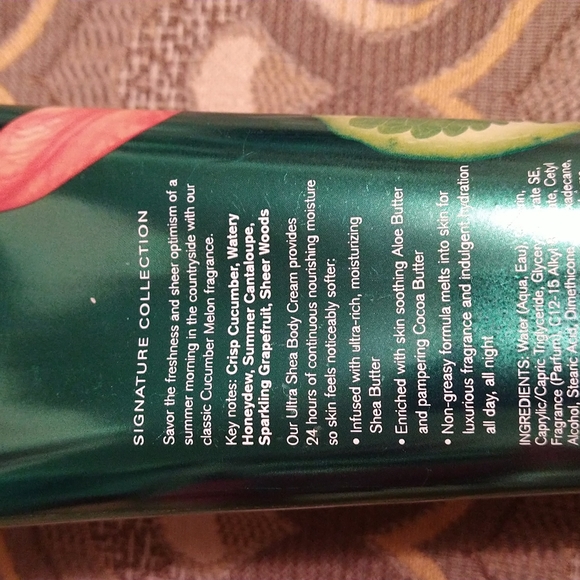 SIGNATURE COLLECTION
Savor the freshness and sheer optimism of a
summer morning in the countryside with our
classic Cucumber Melon fragrance.
Key notes: Crisp Cucumber, Watery
Honeydew, Summer Cantaloupe,
Sparkling Grapefruit, Sheer Woods
Our Ultra Shea Body Cream provides
24 hours of continuous nourishing moisture
so skin feels noticeably softer:
• Infused with ultra-rich, moisturizing
Shea Butter
• Enriched with skin soothing Aloe Butter
and pampering Cocoa Butter
• Non-greasy formula melts into skin for
luxurious fragrance and indulgent hydration
all day, all night
INGREDIENTS: Water (Aqua, Eau),
Caprylic/Capric Triglyceride, SE,
Fragrance (Parfum), C12-15 Alkyl Cetyl
Alcohol, Stearic Acid, Dimethicone,